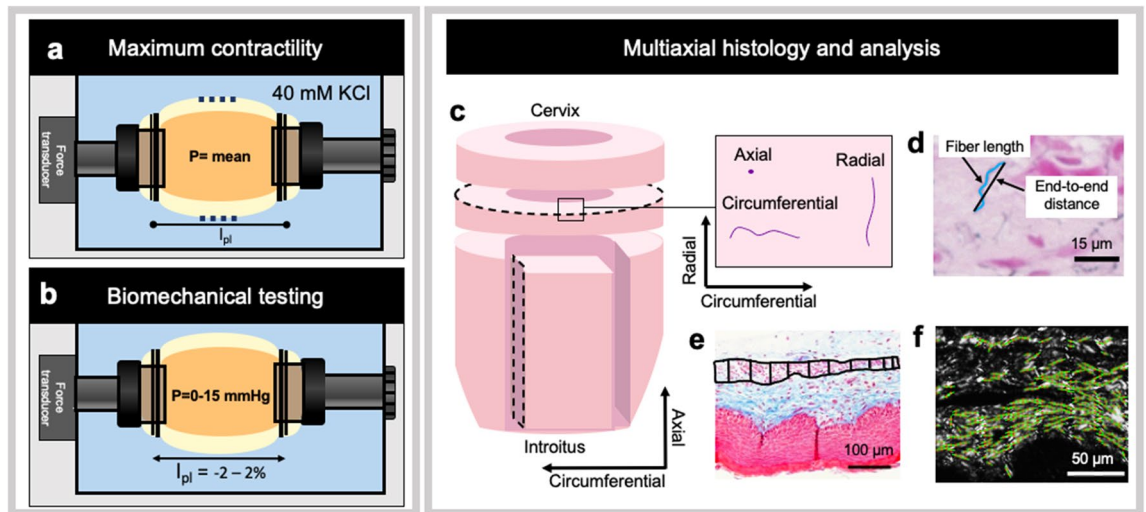 a
Maximum contractility
40 mM KCl
Force
transducer
P= mean
lpl
b
Biomechanical testing
Force
transducer
P=0-15 mmHg
lpl = -2 – 2%
Multiaxial histology and analysis
c
Cervix
Axial
Radial
Circumferential
Radial
Circumferential
Introitus
Axial
Circumferential
d
Fiber length
End-to-end
distance
15 µm
e
100 µm
f
50 µm